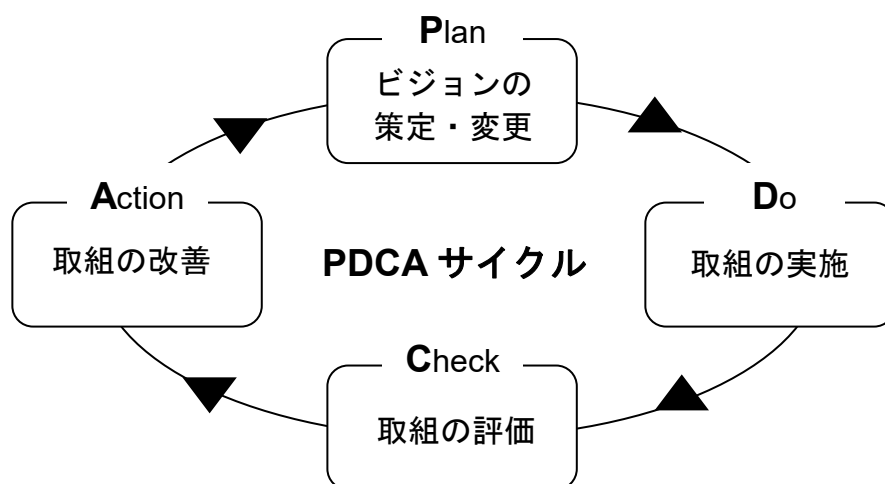 Plan
ビジョンの
策定・変更
Action
取組の改善
PDCA サイクル
Do
取組の実施
Check
取組の評価